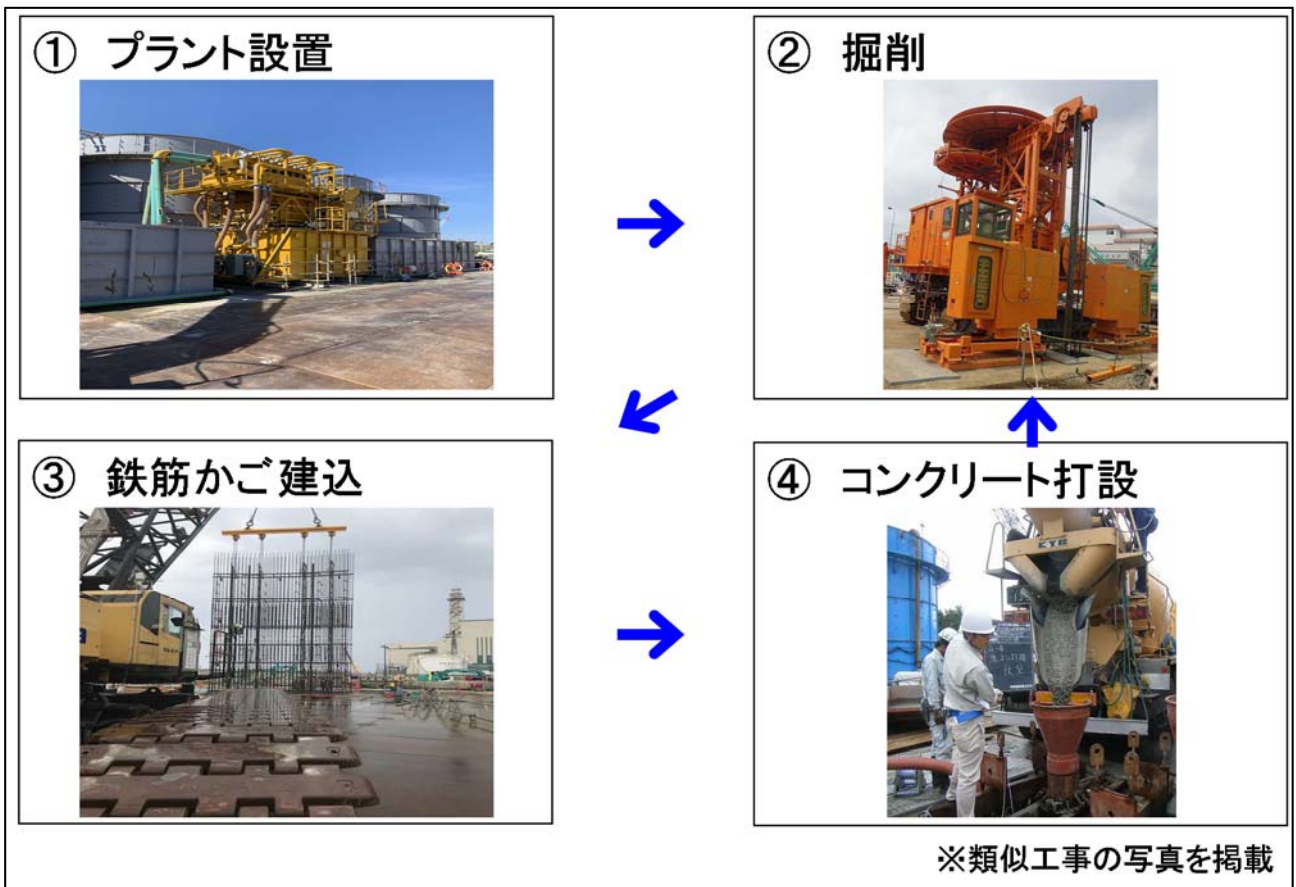 ① プラント設置
② 掘削
③ 鉄筋かご建込
④ コンクリート打設
KYB
※類似工事の写真を掲載